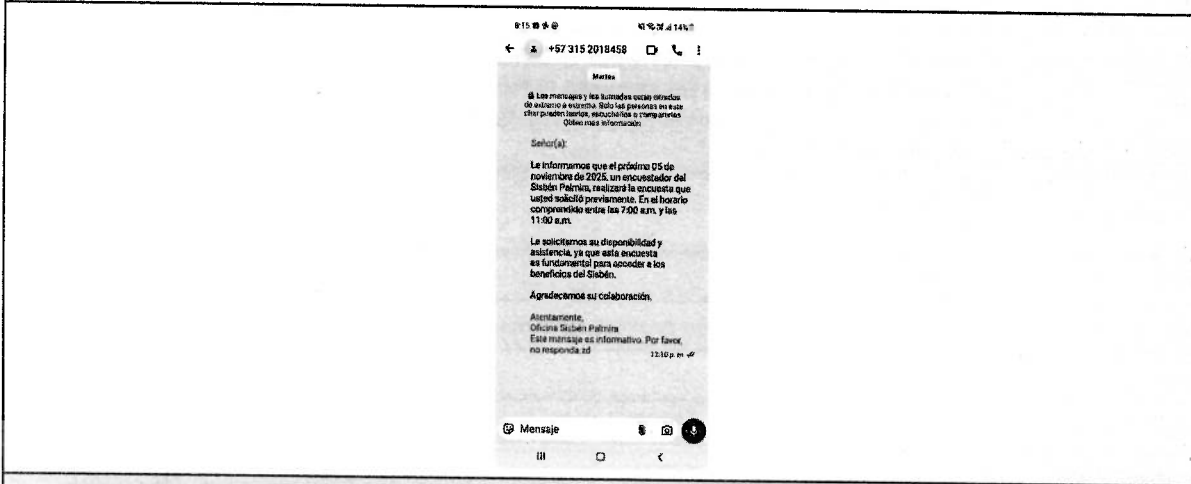 8:15
14%
+57 315 2018458
Martes
Los mensajes y las llamadas están cifrados
de extremo a extremo. Solo las personas en este
chat pueden leerlos, escucharlos o compartirlos
Obtén más información
Señor(a):
Le informamos que el próximo 05 de
noviembre de 2025, un encuestador del
Sisbén Palmira, realizará la encuesta que
usted solicitó previamente. En el horario
comprendido entre las 7:00 a.m. y las
11:00 a.m.
Le solicitamos su disponibilidad y
asistencia, ya que esta encuesta
es fundamental para acceder a los
beneficios del Sisbén.
Agradecemos su colaboración.
Atentamente,
Oficina Sisbén Palmira
Este mensaje es informativo. Por favor,
no responda.zd
12:10 p. m.
Mensaje